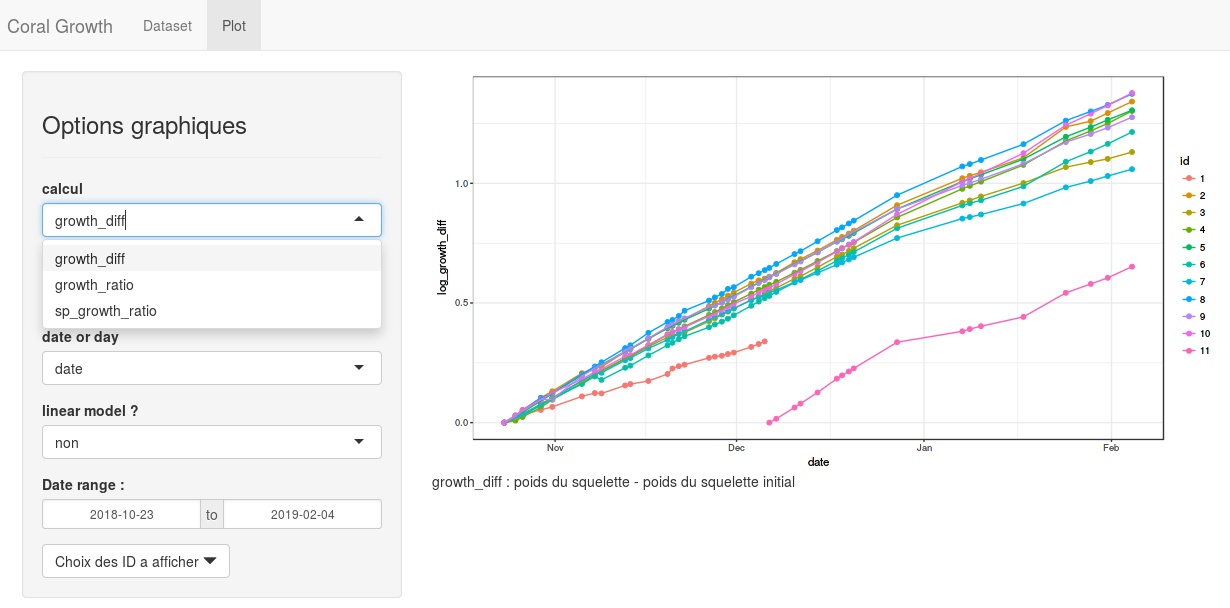 Coral Growth Dataset Plot
Options graphiques
calcul
growth_diff
growth_diff
growth_ratio
sp_growth_ratio
date or day
date
linear model ?
non
Date range :
2018-10-23 to 2019-02-04
Choix des ID a afficher
log_growth_diff
1.0
0.5
0.0
Nov Dec Jan Feb
date
id
1
2
3
4
5
6
7
8
9
10
11
growth_diff : poids du squelette - poids du squelette initial